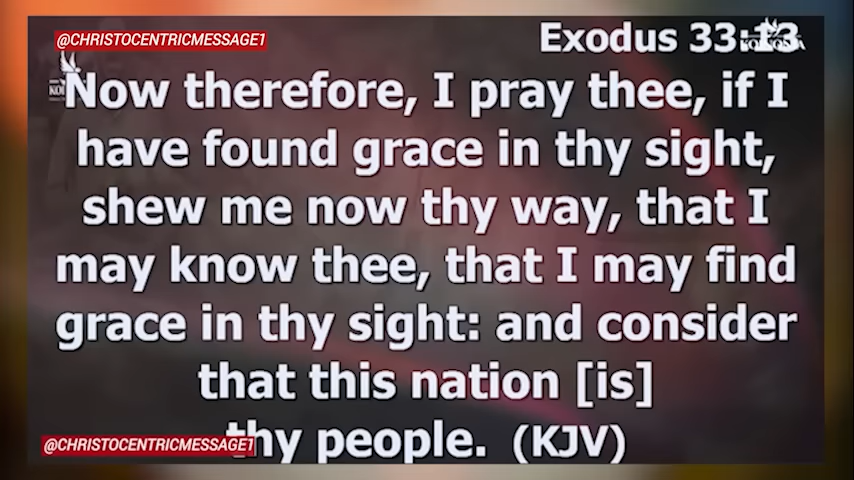 @CHRISTOCENTRICMESSAGE1
Exodus 33:13
Now therefore, I pray thee, if I
have found grace in thy sight,
shew me now thy way, that I
may know thee, that I may find
grace in thy sight: and consider
that this nation [is]
@CHRISTOCENTRICMESSAGE1
thy people. (KJV)